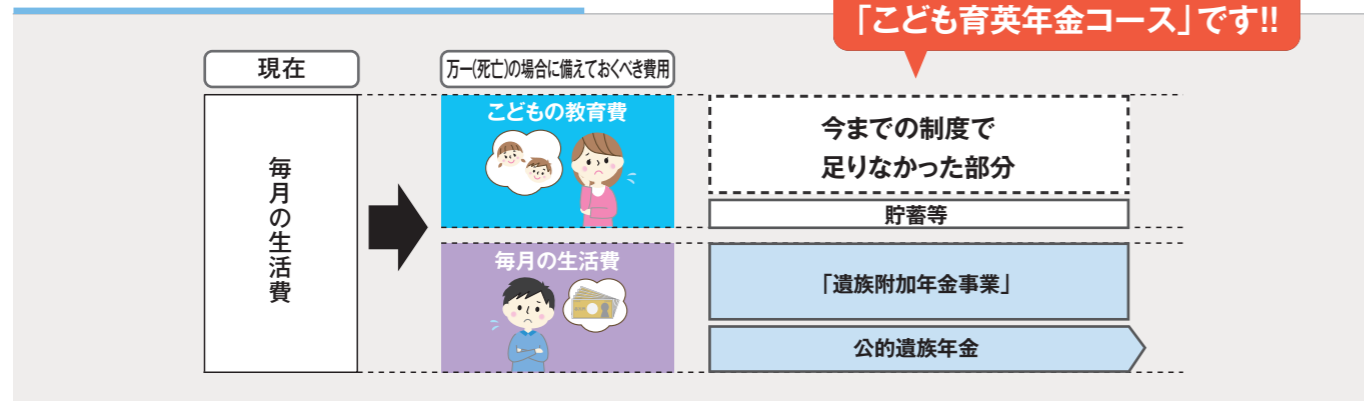 「こども育英年金コース」です!!
現在
万一(死亡)の場合に備えておくべき費用
毎月の生活費
こどもの教育費
今までの制度で
足りなかった部分
貯蓄等
毎月の生活費
「遺族附加年金事業」
公的遺族年金